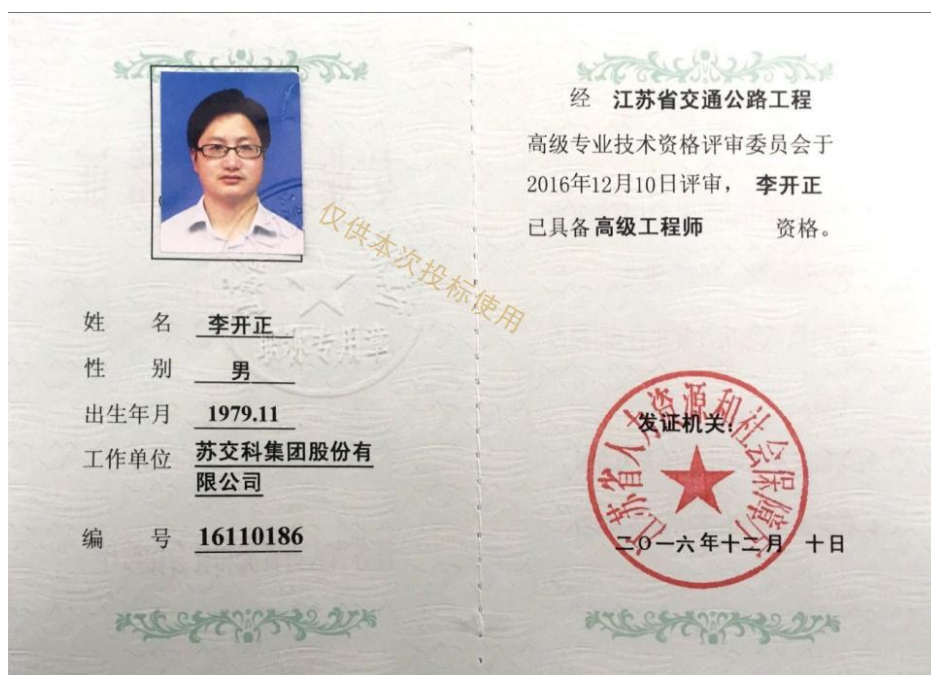 姓 名 李开正
性 别 男
出生年月 1979.11
工作单位 苏交科集团股份有
限公司
编 号 16110186
仅供本次投标使用
经 江苏省交通公路工程
高级专业技术资格评审委员会于
2016年12月10日评审， 李开正
已具备 高级工程师 资格。
江苏省人力资源和社会保障厅
发证机关：
二〇一六年十二月 十日